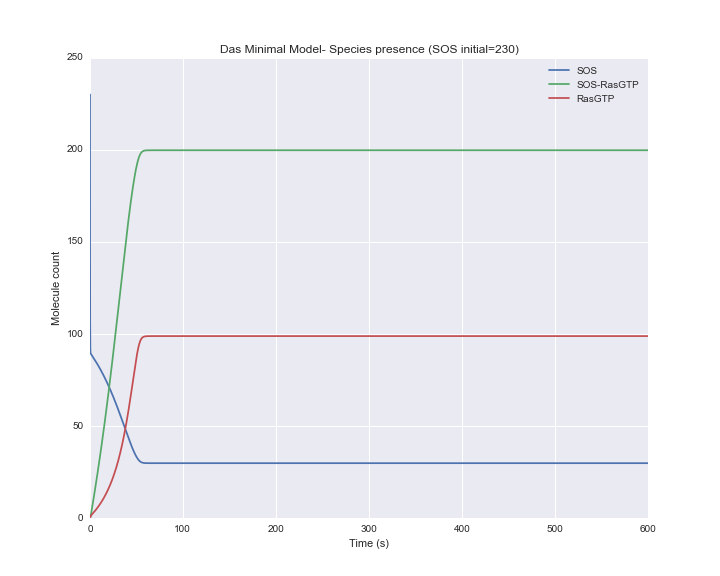 Das Minimal Model- Species presence (SOS initial=230)
250
200
150
100
50
0
Molecule count
SOS
SOS-RasGTP
RasGTP
0 100 200 300 400 500 600
Time (s)